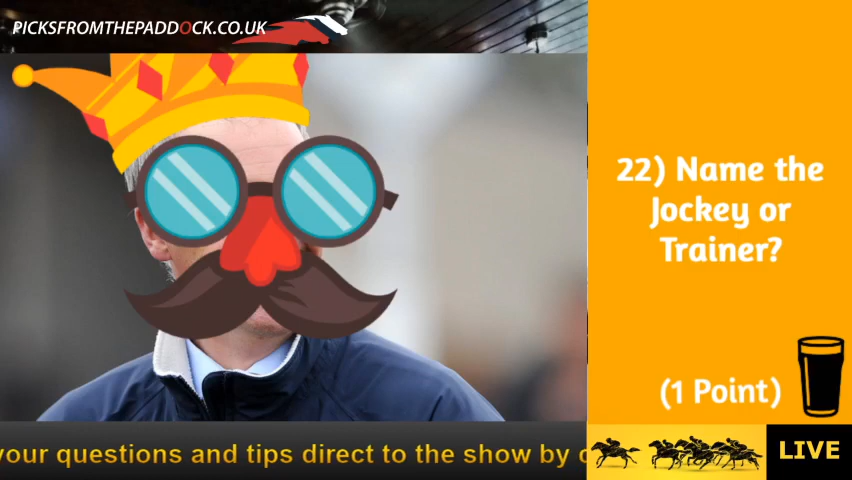 PICKSFROMTHEPADDOCK.CO.UK
22) Name the
Jockey or
Trainer?
(1 Point)
your questions and tips direct to the show by
LIVE